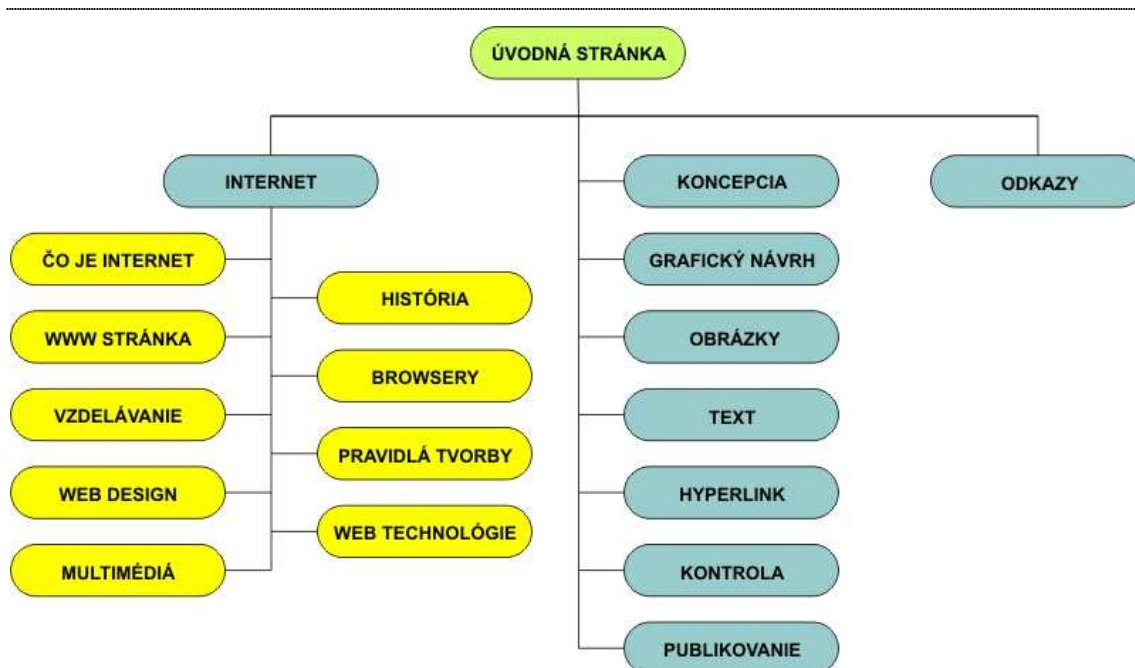 ÚVODNÁ STRÁNKA
INTERNET
KONCEPCIA
ODKAZY
ČO JE INTERNET
GRAFICKÝ NÁVRH
HISTÓRIA
WWW STRÁNKA
OBRÁZKY
BROWSERY
VZDELÁVANIE
TEXT
PRAVIDLÁ TVORBY
WEB DESIGN
HYPERLINK
WEB TECHNOLÓGIE
MULTIMÉDIÁ
KONTROLA
PUBLIKOVANIE